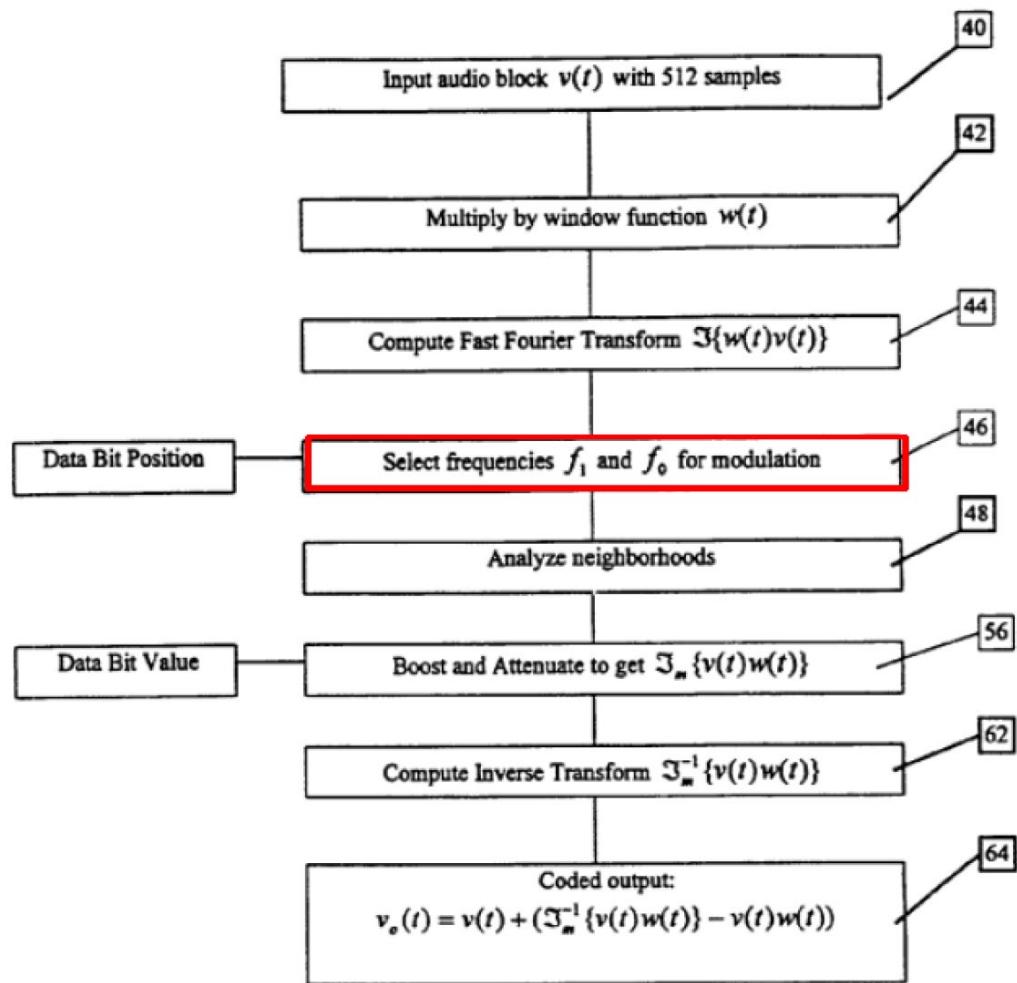 40
Input audio block v(t) with 512 samples
42
Multiply by window function w(t)
44
Compute Fast Fourier Transform ℑ{w(t)v(t)}
46
Data Bit Position
Select frequencies f₁ and f₀ for modulation
48
Analyze neighborhoods
56
Data Bit Value
Boost and Attenuate to get ℑₘ{v(t)w(t)}
62
Compute Inverse Transform ℑₘ⁻¹{v(t)w(t)}
64
Coded output:
vₒ(t) = v(t) + (ℑₘ⁻¹{v(t)w(t)} − v(t)w(t))